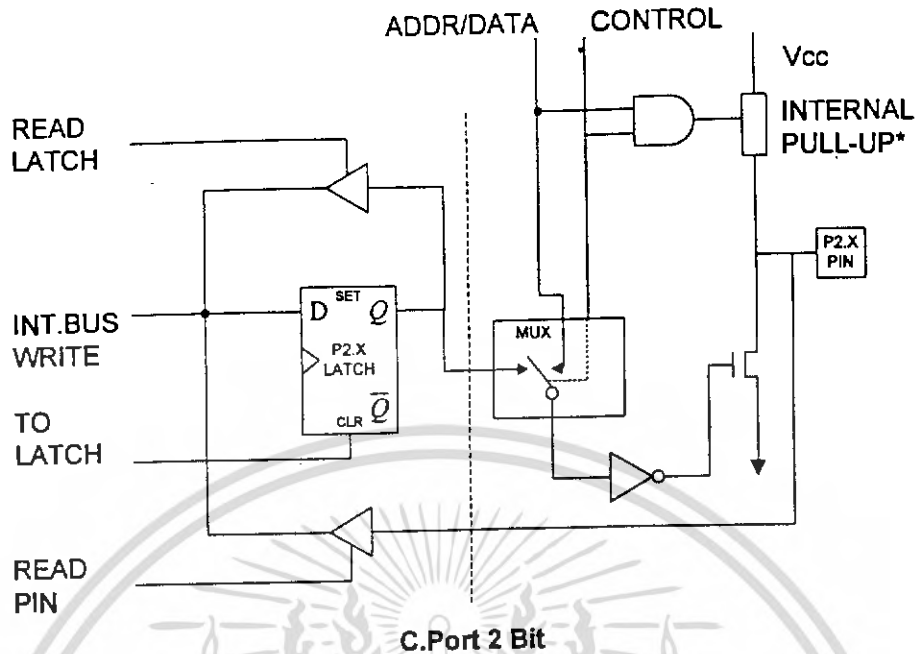 ADDR/DATA CONTROL
Vcc
READ
LATCH
INTERNAL
PULL-UP*
P2.X
PIN
SET
D Q
INT.BUS
WRITE
P2.X
LATCH
MUX
Q̅
CLR
TO
LATCH
READ
PIN
C.Port 2 Bit